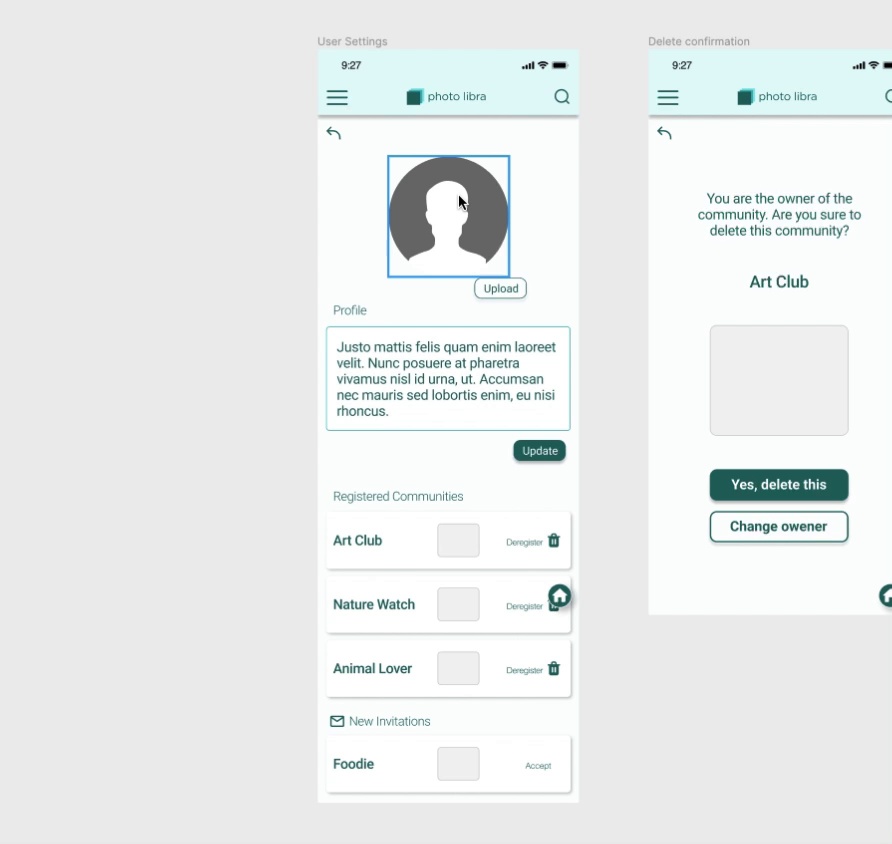 User Settings
9:27
photo libra
Upload
Profile
Justo mattis felis quam enim laoreet
velit. Nunc posuere at pharetra
vivamus nisl id urna, ut. Accumsan
nec mauris sed lobortis enim, eu nisi
rhoncus.
Update
Registered Communities
Art Club
Deregister
Nature Watch
Deregister
Animal Lover
Deregister
New Invitations
Foodie
Accept
Delete confirmation
9:27
photo libra
You are the owner of the
community. Are you sure to
delete this community?
Art Club
Yes, delete this
Change owener